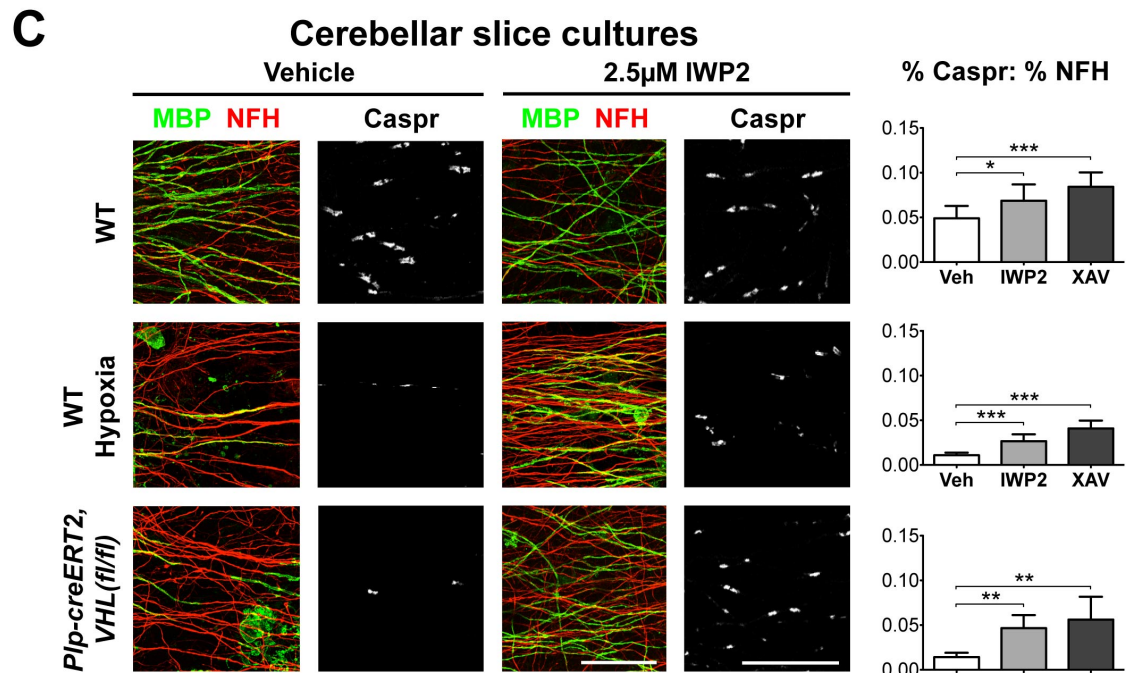 C
Cerebellar slice cultures
Vehicle
2.5µM IWP2
% Caspr: % NFH
MBP NFH
Caspr
MBP NFH
Caspr
WT
0.15
0.10
0.05
0.00
***
*
Veh IWP2 XAV
WT
Hypoxia
0.15
0.10
0.05
0.00
***
***
Veh IWP2 XAV
Plp-creERT2,
VHL(fl/fl)
0.15
0.10
0.05
0.00
**
**